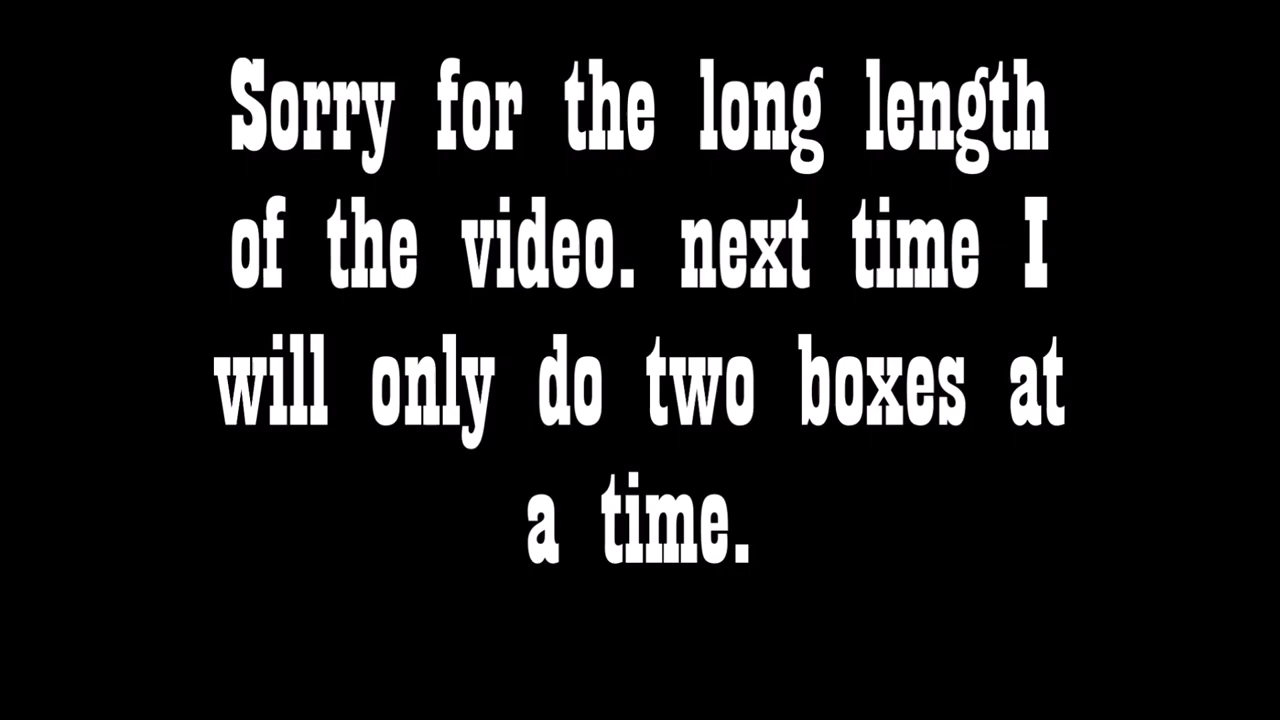 Sorry for the long length
of the video. next time I
will only do two boxes at
a time.